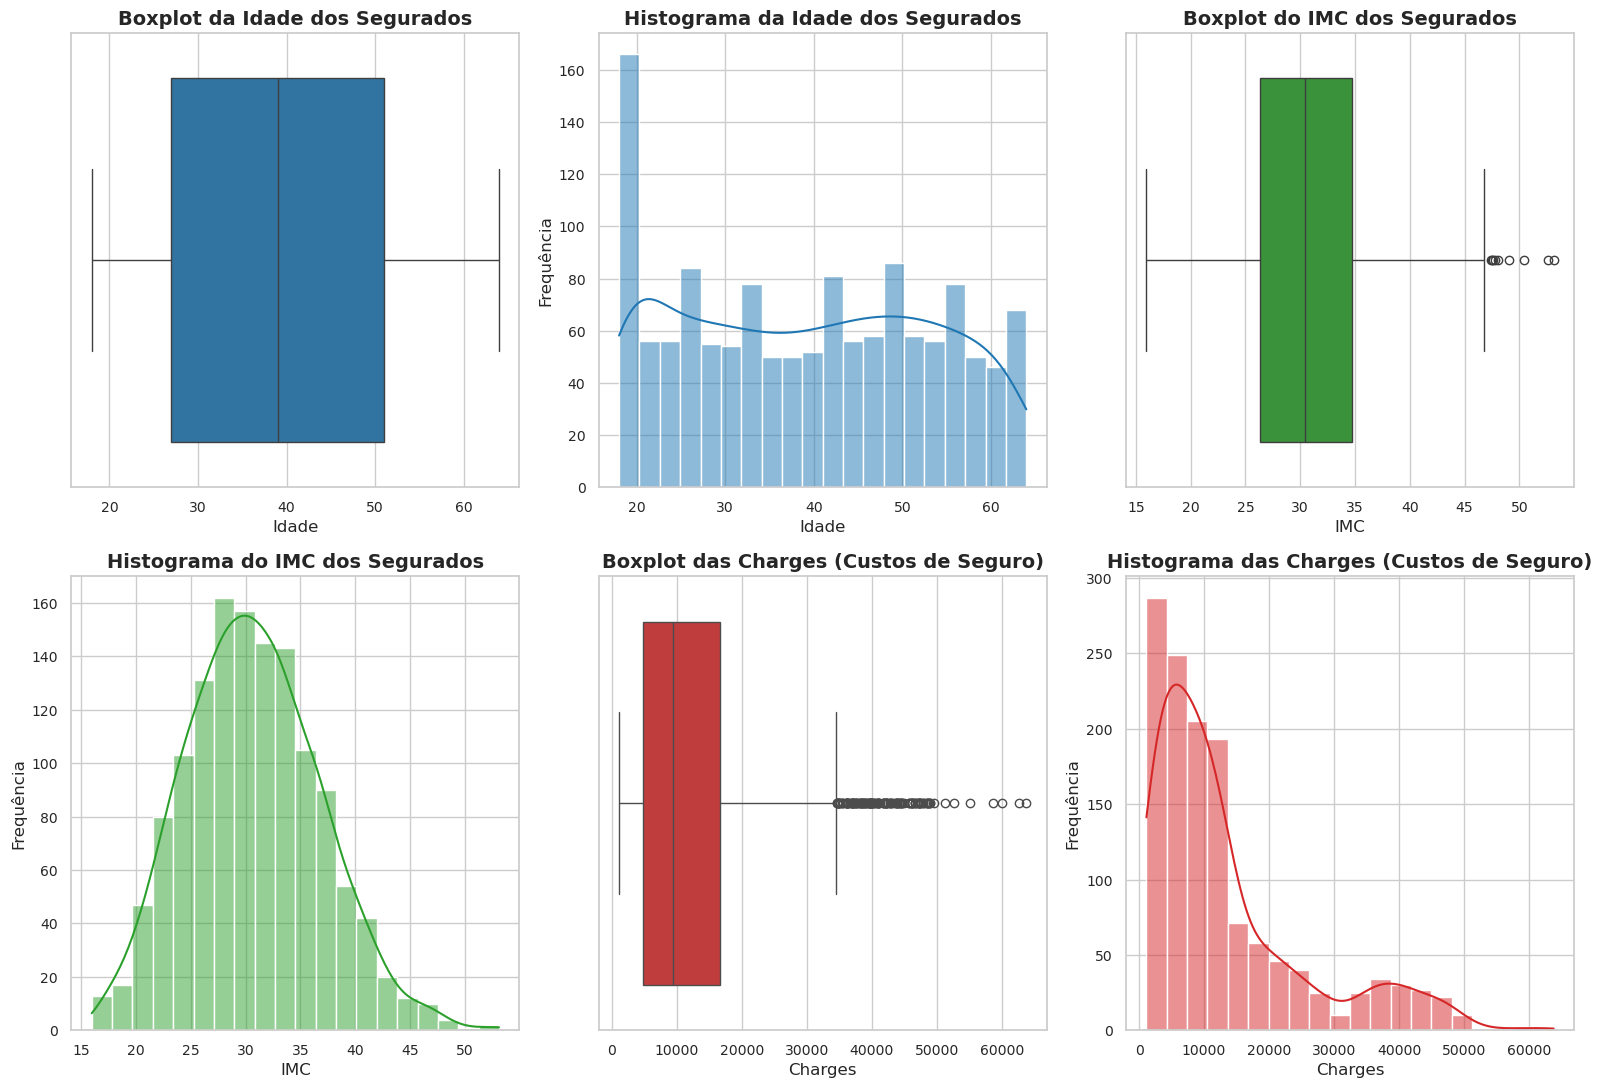 Boxplot da Idade dos Segurados
20 30 40 50 60
Idade
Histograma da Idade dos Segurados
Frequência
160
140
120
100
80
60
40
20
0
20 30 40 50 60
Idade
Boxplot do IMC dos Segurados
15 20 25 30 35 40 45 50
IMC
Histograma do IMC dos Segurados
Frequência
160
140
120
100
80
60
40
20
0
15 20 25 30 35 40 45 50
IMC
Boxplot das Charges (Custos de Seguro)
0 10000 20000 30000 40000 50000 60000
Charges
Histograma das Charges (Custos de Seguro)
Frequência
300
250
200
150
100
50
0
0 10000 20000 30000 40000 50000 60000
Charges